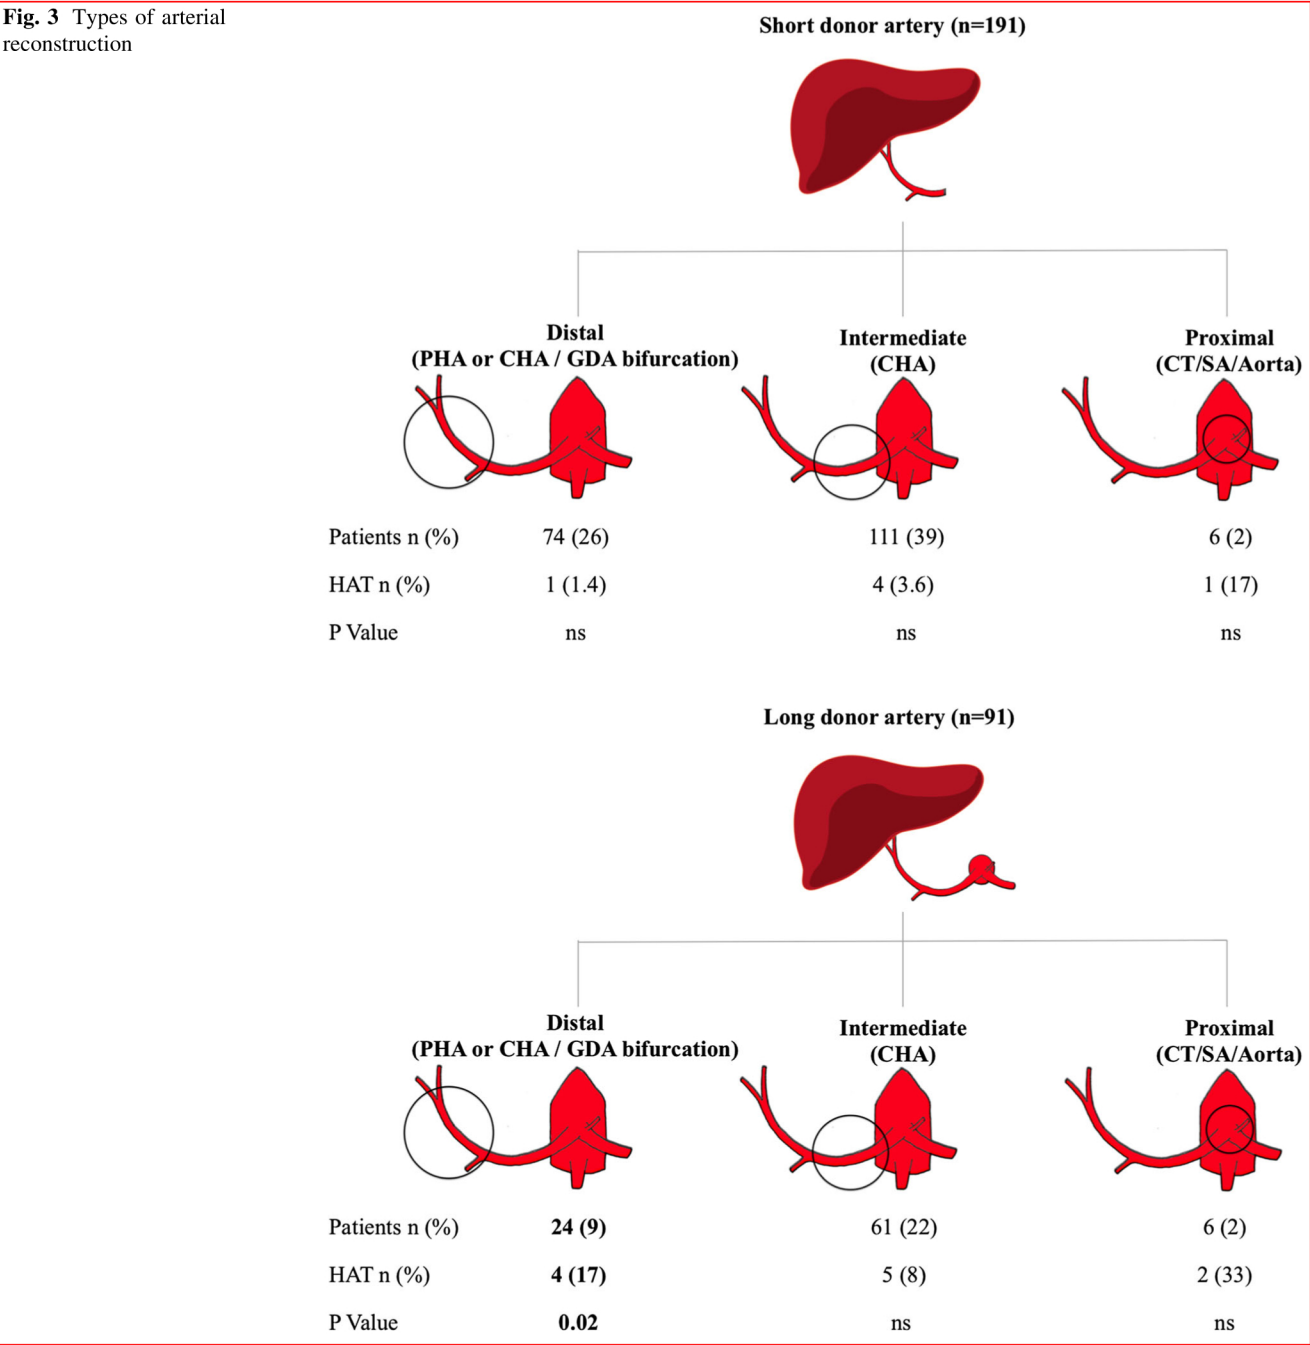 Fig. 3 Types of arterial
reconstruction
Short donor artery (n=191)
Distal
(PHA or CHA / GDA bifurcation)
Intermediate
(CHA)
Proximal
(CT/SA/Aorta)
Patients n (%) 74 (26) 111 (39) 6 (2)
HAT n (%) 1 (1.4) 4 (3.6) 1 (17)
P Value ns ns ns
Long donor artery (n=91)
Distal
(PHA or CHA / GDA bifurcation)
Intermediate
(CHA)
Proximal
(CT/SA/Aorta)
Patients n (%) 24 (9) 61 (22) 6 (2)
HAT n (%) 4 (17) 5 (8) 2 (33)
P Value 0.02 ns ns